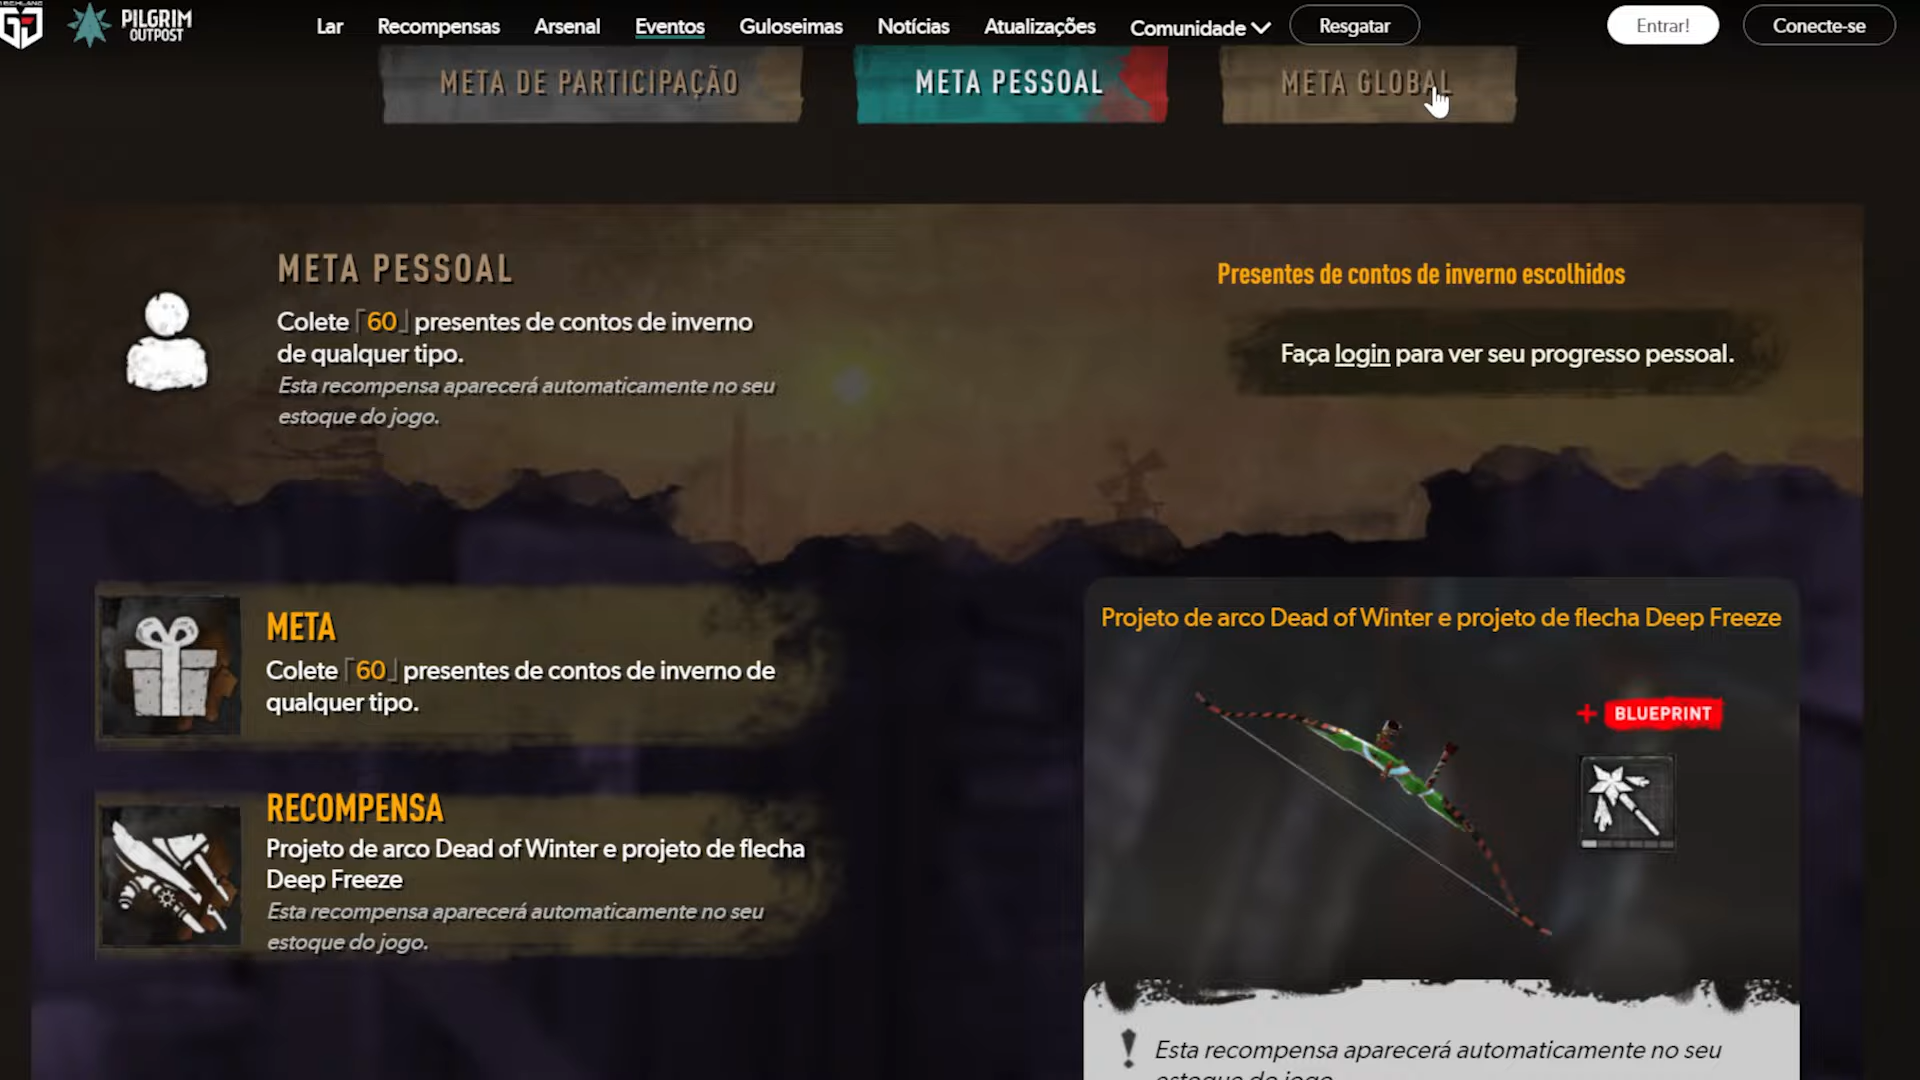 TECHLAND
PILGRIM
OUTPOST
Lar
Recompensas
Arsenal
Eventos
Guloseimas
Notícias
Atualizações
Comunidade
Resgatar
Entrar!
Conecte-se
META DE PARTICIPAÇÃO
META PESSOAL
META GLOBAL
META PESSOAL
Colete「60」presentes de contos de inverno
de qualquer tipo.
Esta recompensa aparecerá automaticamente no seu
estoque do jogo.
Presentes de contos de inverno escolhidos
Faça login para ver seu progresso pessoal.
META
Colete「60」presentes de contos de inverno de
qualquer tipo.
RECOMPENSA
Projeto de arco Dead of Winter e projeto de flecha
Deep Freeze
Esta recompensa aparecerá automaticamente no seu
estoque do jogo.
Projeto de arco Dead of Winter e projeto de flecha Deep Freeze
+ BLUEPRINT
Esta recompensa aparecerá automaticamente no seu
estoque do jogo.